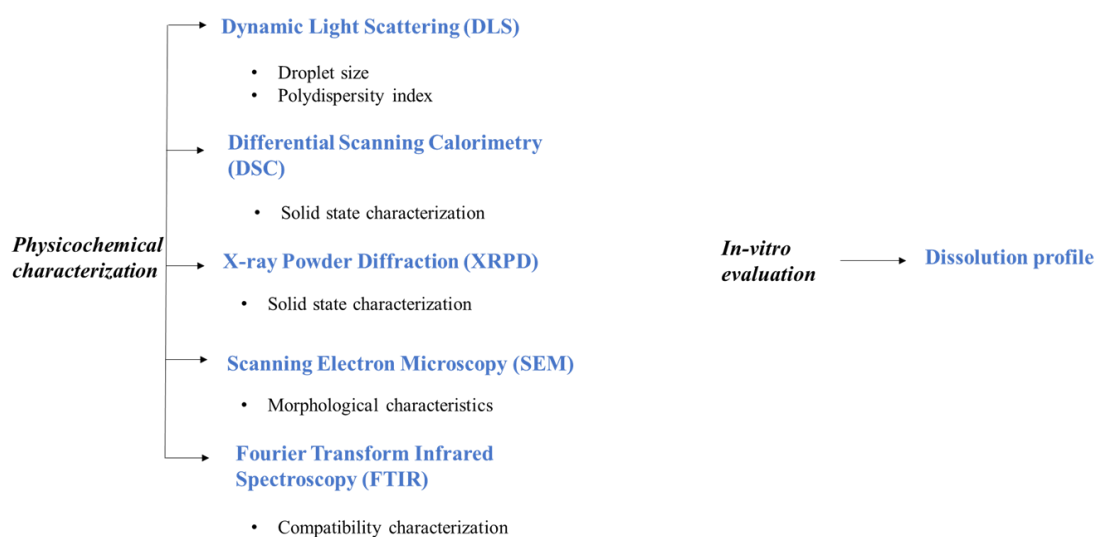 Dynamic Light Scattering (DLS)
• Droplet size
• Polydispersity index
Differential Scanning Calorimetry
(DSC)
• Solid state characterization
Physicochemical
characterization
X-ray Powder Diffraction (XRPD)
• Solid state characterization
Scanning Electron Microscopy (SEM)
• Morphological characteristics
Fourier Transform Infrared
Spectroscopy (FTIR)
• Compatibility characterization
In-vitro
evaluation
Dissolution profile